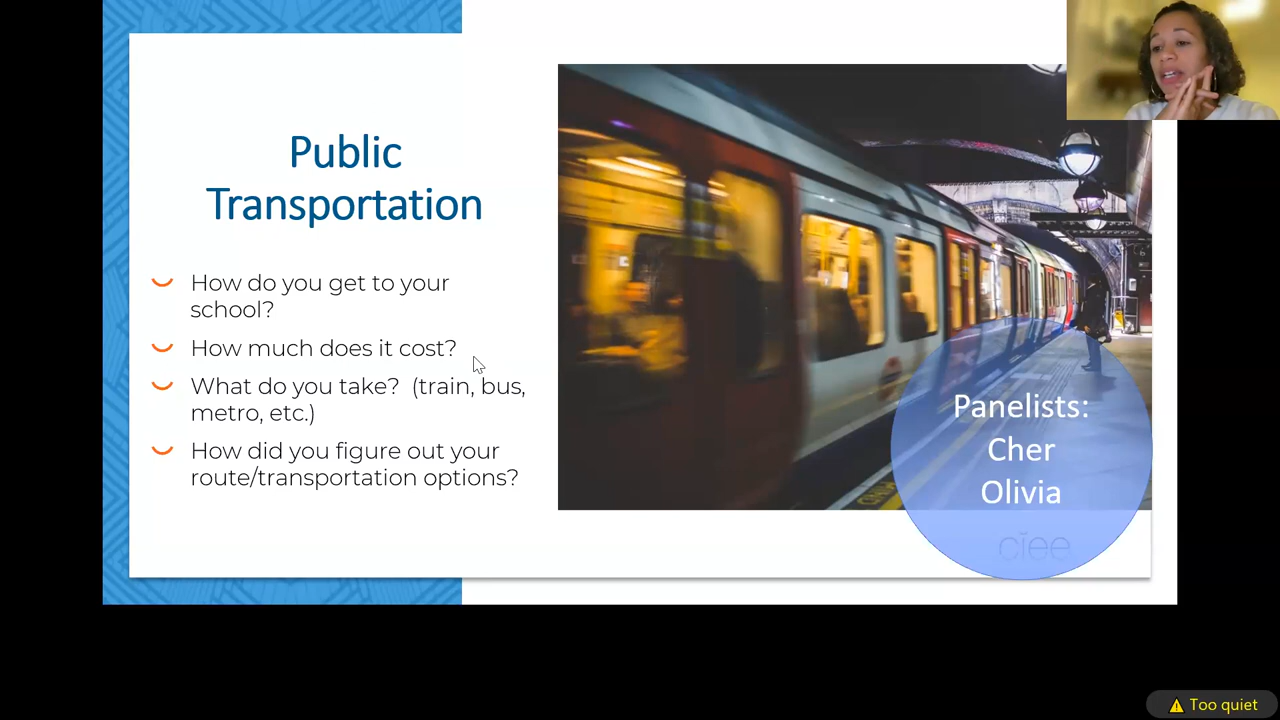 Public
Transportation
How do you get to your
school?
How much does it cost?
What do you take?  (train, bus,
metro, etc.)
How did you figure out your
route/transportation options?
Panelists:
Cher
Olivia
ciee
Too quiet